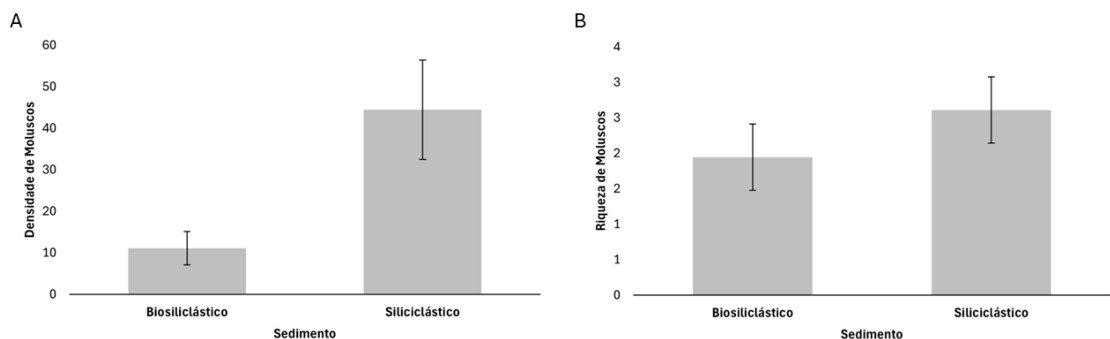 A
Densidade de Moluscos
60
50
40
30
20
10
0
Biosiliclástico
Siliciclástico
Sedimento
B
Riqueza de Moluscos
4
3
3
2
2
1
1
0
Biosiliclástico
Siliciclástico
Sedimento